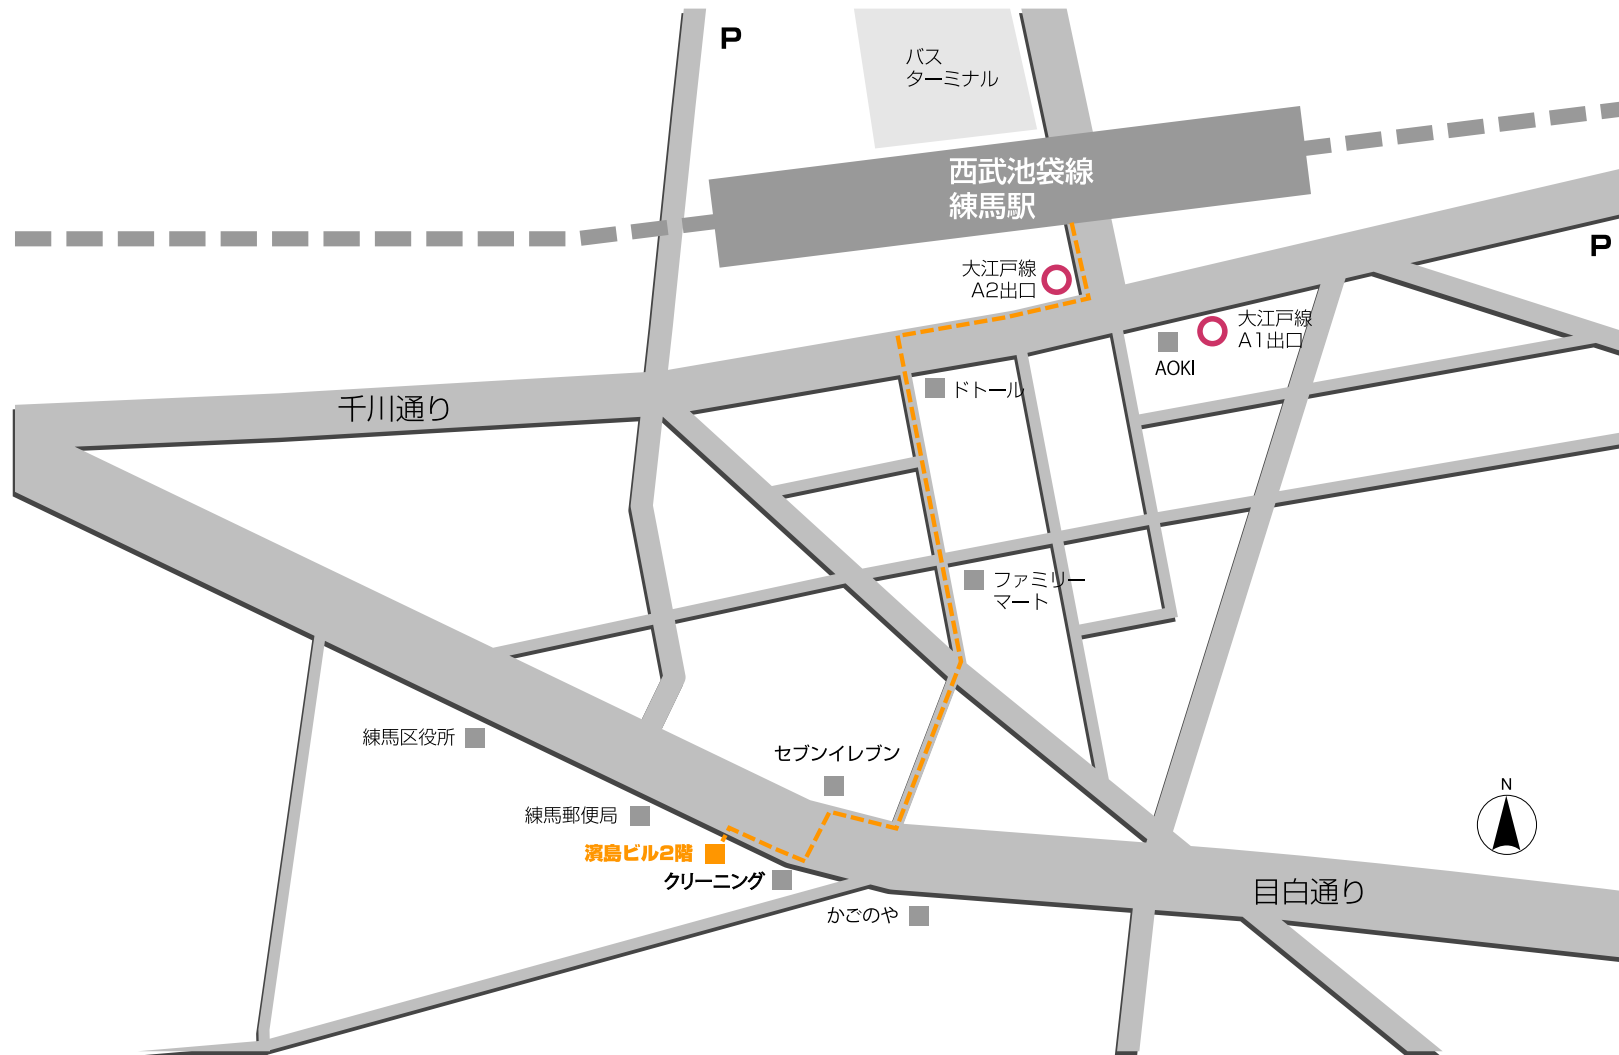 P
バス
ターミナル
西武池袋線
練馬駅
P
大江戸線
A2出口
大江戸線
A1出口
AOKI
ドトール
千川通り
ファミリー
マート
練馬区役所
セブンイレブン
N
練馬郵便局
濱島ビル2階
クリーニング
目白通り
かごのや